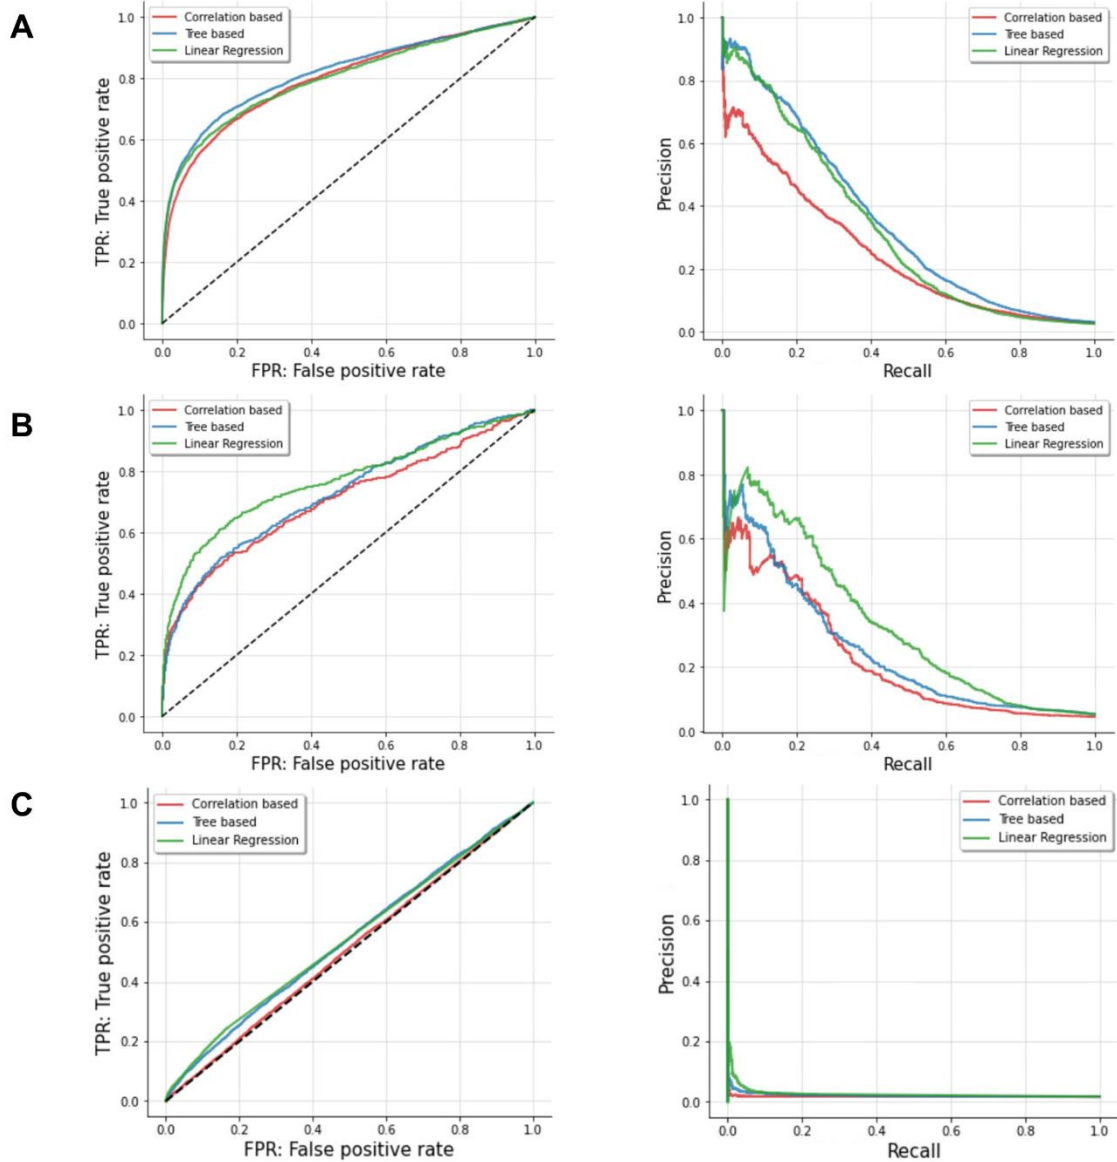 A
Correlation based
Tree based
Linear Regression
TPR: True positive rate
1.0
0.8
0.6
0.4
0.2
0.0
0.0 0.2 0.4 0.6 0.8 1.0
FPR: False positive rate
Correlation based
Tree based
Linear Regression
Precision
1.0
0.8
0.6
0.4
0.2
0.0
0.0 0.2 0.4 0.6 0.8 1.0
Recall
B
Correlation based
Tree based
Linear Regression
TPR: True positive rate
1.0
0.8
0.6
0.4
0.2
0.0
0.0 0.2 0.4 0.6 0.8 1.0
FPR: False positive rate
Correlation based
Tree based
Linear Regression
Precision
1.0
0.8
0.6
0.4
0.2
0.0
0.0 0.2 0.4 0.6 0.8 1.0
Recall
C
Correlation based
Tree based
Linear Regression
TPR: True positive rate
1.0
0.8
0.6
0.4
0.2
0.0
0.0 0.2 0.4 0.6 0.8 1.0
FPR: False positive rate
Correlation based
Tree based
Linear Regression
Precision
1.0
0.8
0.6
0.4
0.2
0.0
0.0 0.2 0.4 0.6 0.8 1.0
Recall